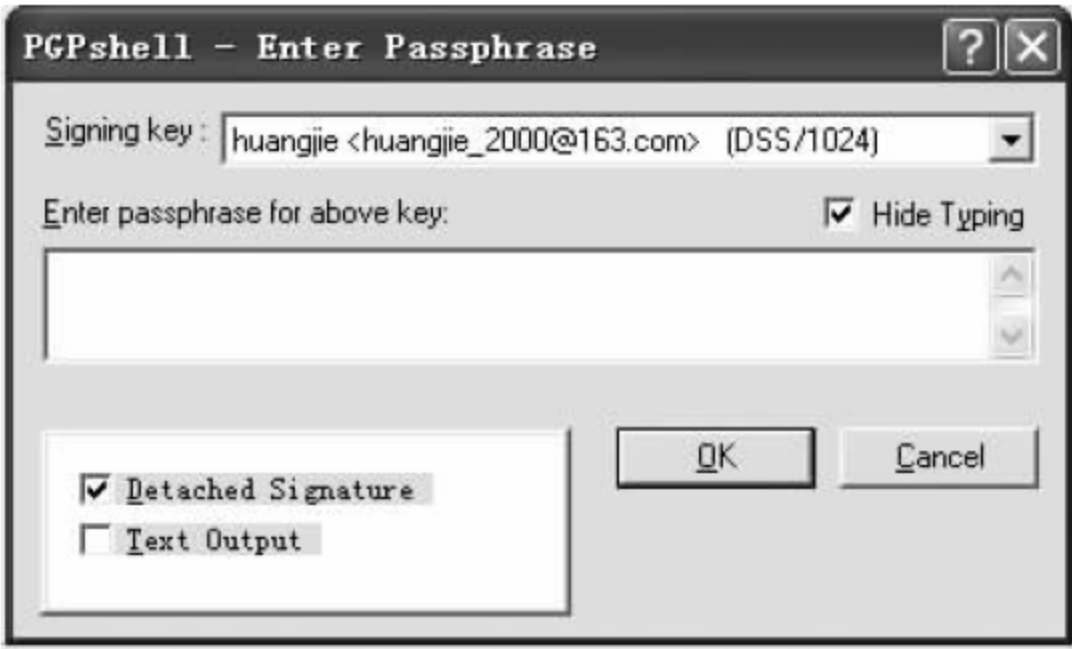 PGPshell - Enter Passphrase
Signing key : huangjie <huangjie_2000@163.com> (DSS/1024)
Enter passphrase for above key: Hide Typing
OK Cancel
Detached Signature
Text Output